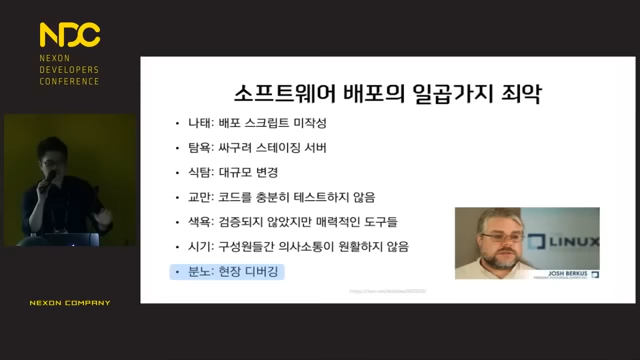 NDC
NEXON
DEVELOPERS
CONFERENCE
소프트웨어 배포의 일곱가지 죄악
• 나태: 배포 스크립트 미작성
• 탐욕: 싸구려 스테이징 서버
• 식탐: 대규모 변경
• 교만: 코드를 충분히 테스트하지 않음
• 색욕: 검증되지 않았지만 매력적인 도구들
• 시기: 구성원들간 의사소통이 원활하지 않음
• 분노: 현장 디버깅
LINUX
JOSH BERKUS
NEXON COMPANY